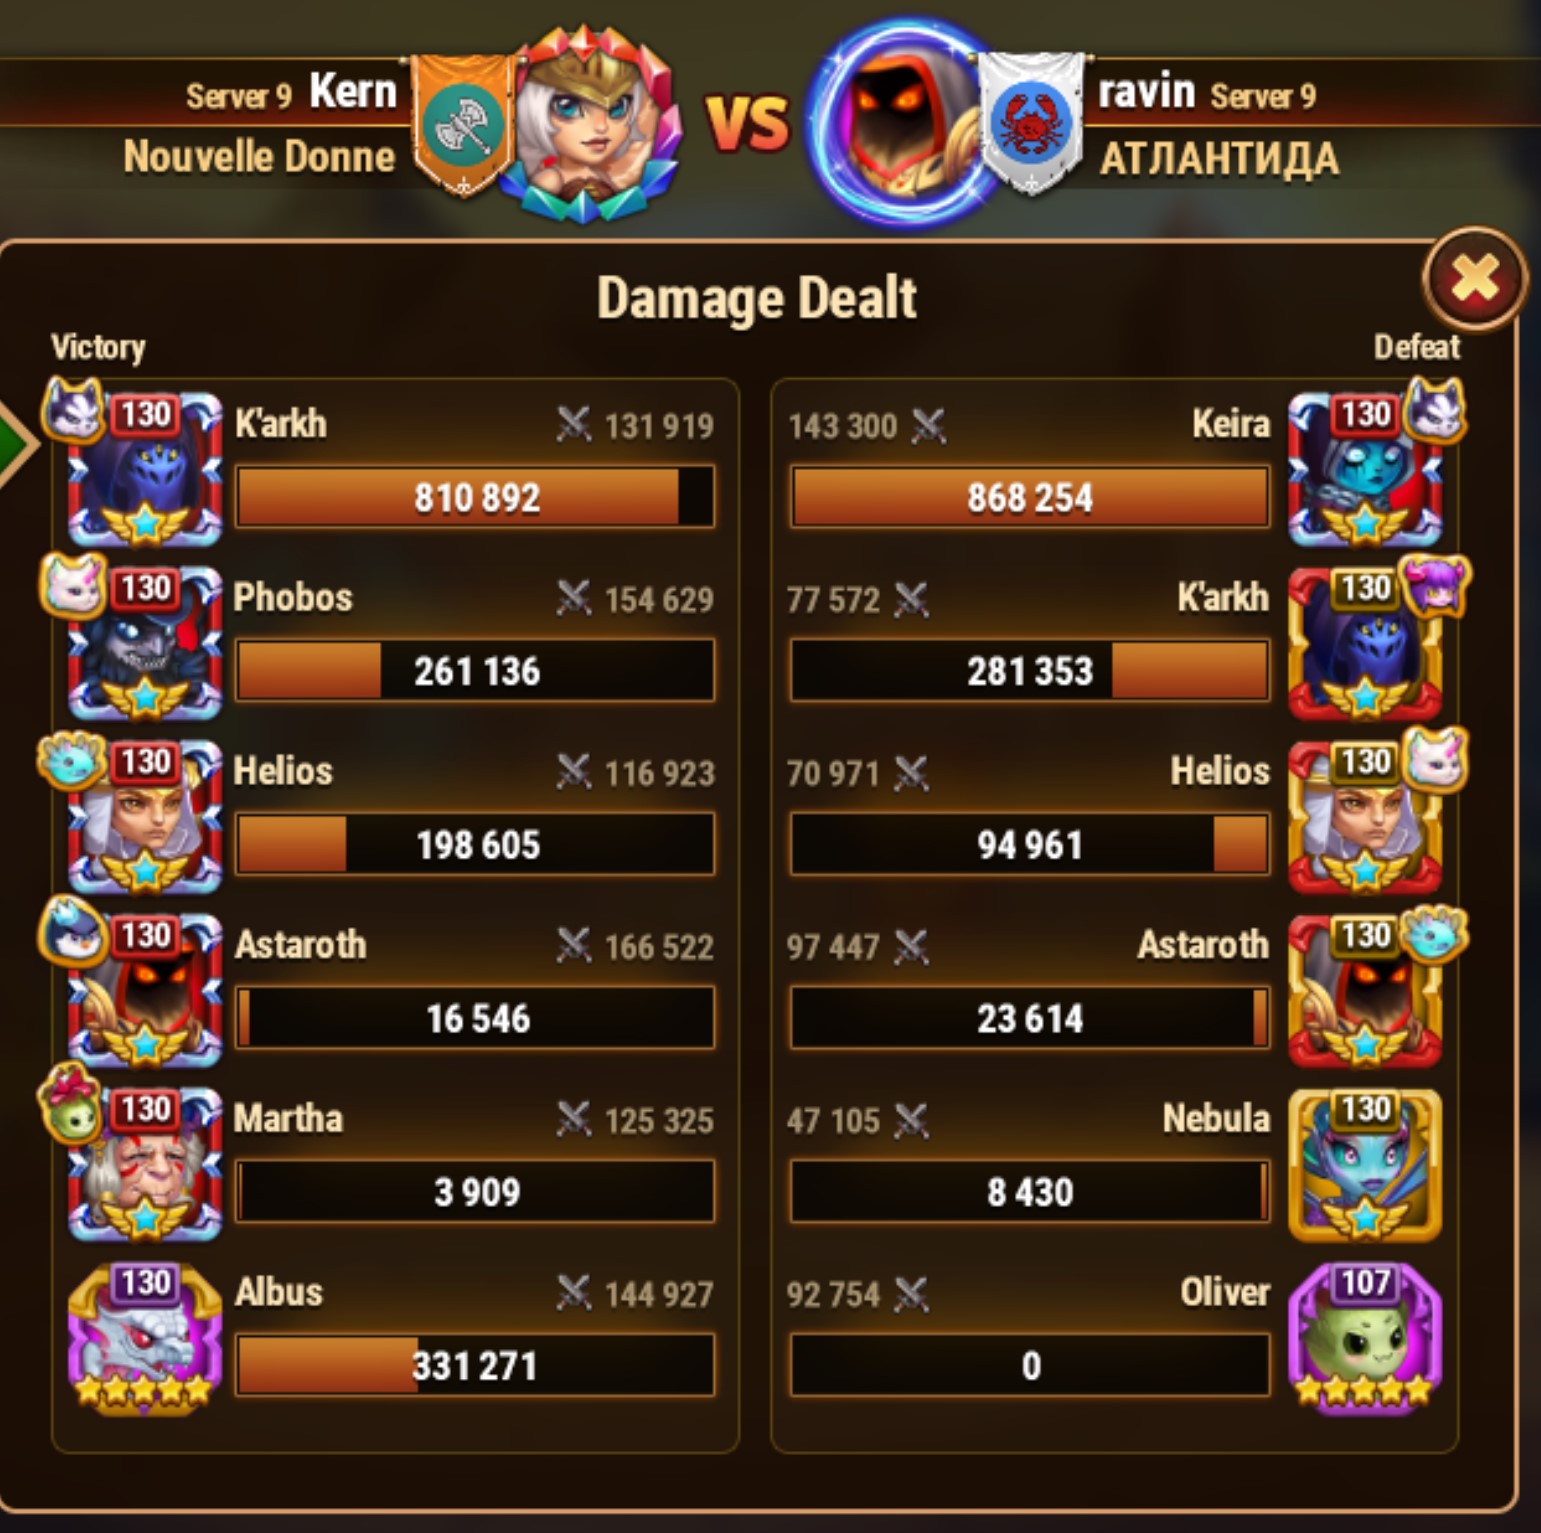 Server 9 Kern
Nouvelle Donne
VS
ravin Server 9
АТЛАНТИДА
Damage Dealt
Victory
Defeat
130 K'arkh 131 919
810 892
143 300 Keira 130
868 254
130 Phobos 154 629
261 136
77 572 K'arkh 130
281 353
130 Helios 116 923
198 605
70 971 Helios 130
94 961
130 Astaroth 166 522
16 546
97 447 Astaroth 130
23 614
130 Martha 125 325
3 909
47 105 Nebula 130
8 430
130 Albus 144 927
331 271
92 754 Oliver 107
0